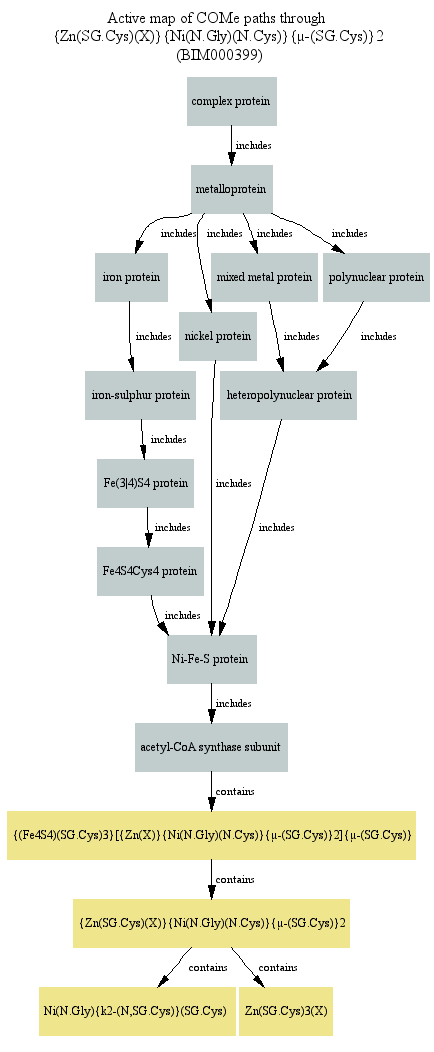 Active map of COMe paths through
{Zn(SG.Cys)(X)}{Ni(N.Gly)(N.Cys)}{μ-(SG.Cys)}2
(BIM000399)
complex protein
includes
metalloprotein
includes includes includes includes
iron protein
mixed metal protein
polynuclear protein
nickel protein
includes
includes
includes
iron-sulphur protein
heteropolynuclear protein
includes
Fe(3|4)S4 protein
includes
includes
includes
Fe4S4Cys4 protein
includes
Ni-Fe-S protein
includes
acetyl-CoA synthase subunit
contains
{(Fe4S4)(SG.Cys)3}[{Zn(X)}{Ni(N.Gly)(N.Cys)}{μ-(SG.Cys)}2]{μ-(SG.Cys)}
contains
{Zn(SG.Cys)(X)}{Ni(N.Gly)(N.Cys)}{μ-(SG.Cys)}2
contains contains
Ni(N.Gly){k2-(N,SG.Cys)}(SG.Cys)
Zn(SG.Cys)3(X)